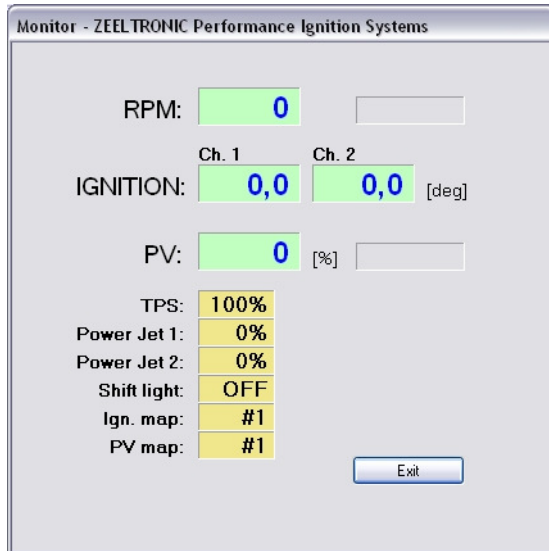 Monitor - ZEELTRONIC Performance Ignition Systems
RPM: 0
Ch. 1 Ch. 2
IGNITION: 0,0 0,0 [deg]
PV: 0 [%]
TPS: 100%
Power Jet 1: 0%
Power Jet 2: 0%
Shift light: OFF
Ign. map: #1
PV map: #1
Exit